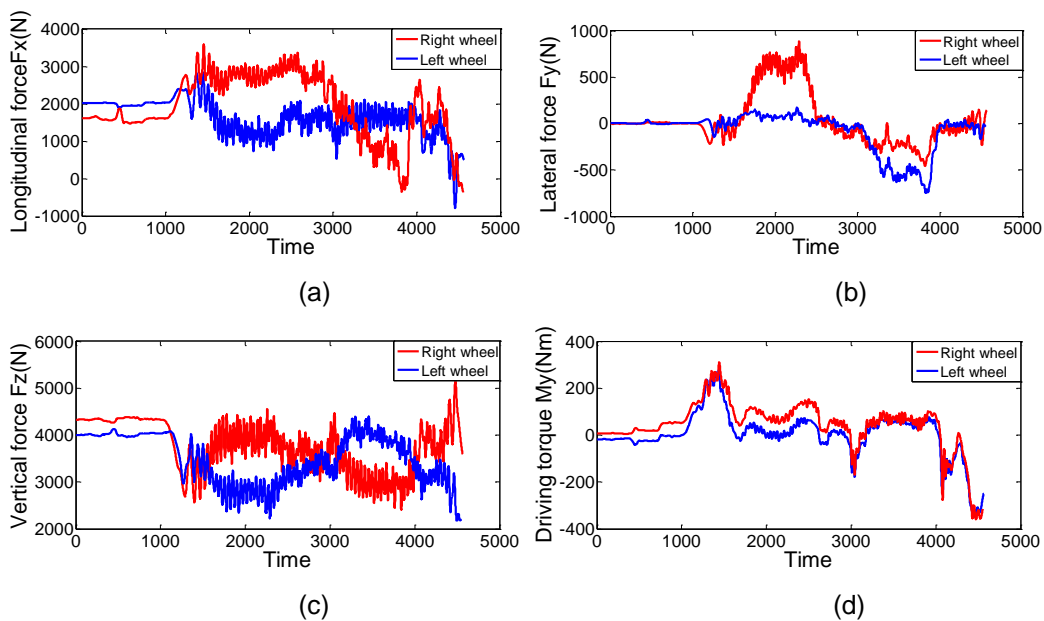 Longitudinal forceFx(N)
4000
3000
2000
1000
0
-1000
0 1000 2000 3000 4000 5000
Time
Right wheel
Left wheel
(a)
Lateral force Fy(N)
1000
500
0
-500
-1000
0 1000 2000 3000 4000 5000
Time
Right wheel
Left wheel
(b)
Vertical force Fz(N)
6000
5000
4000
3000
2000
0 1000 2000 3000 4000 5000
Time
Right wheel
Left wheel
(c)
Driving torque My(Nm)
400
200
0
-200
-400
0 1000 2000 3000 4000 5000
Time
Right wheel
Left wheel
(d)